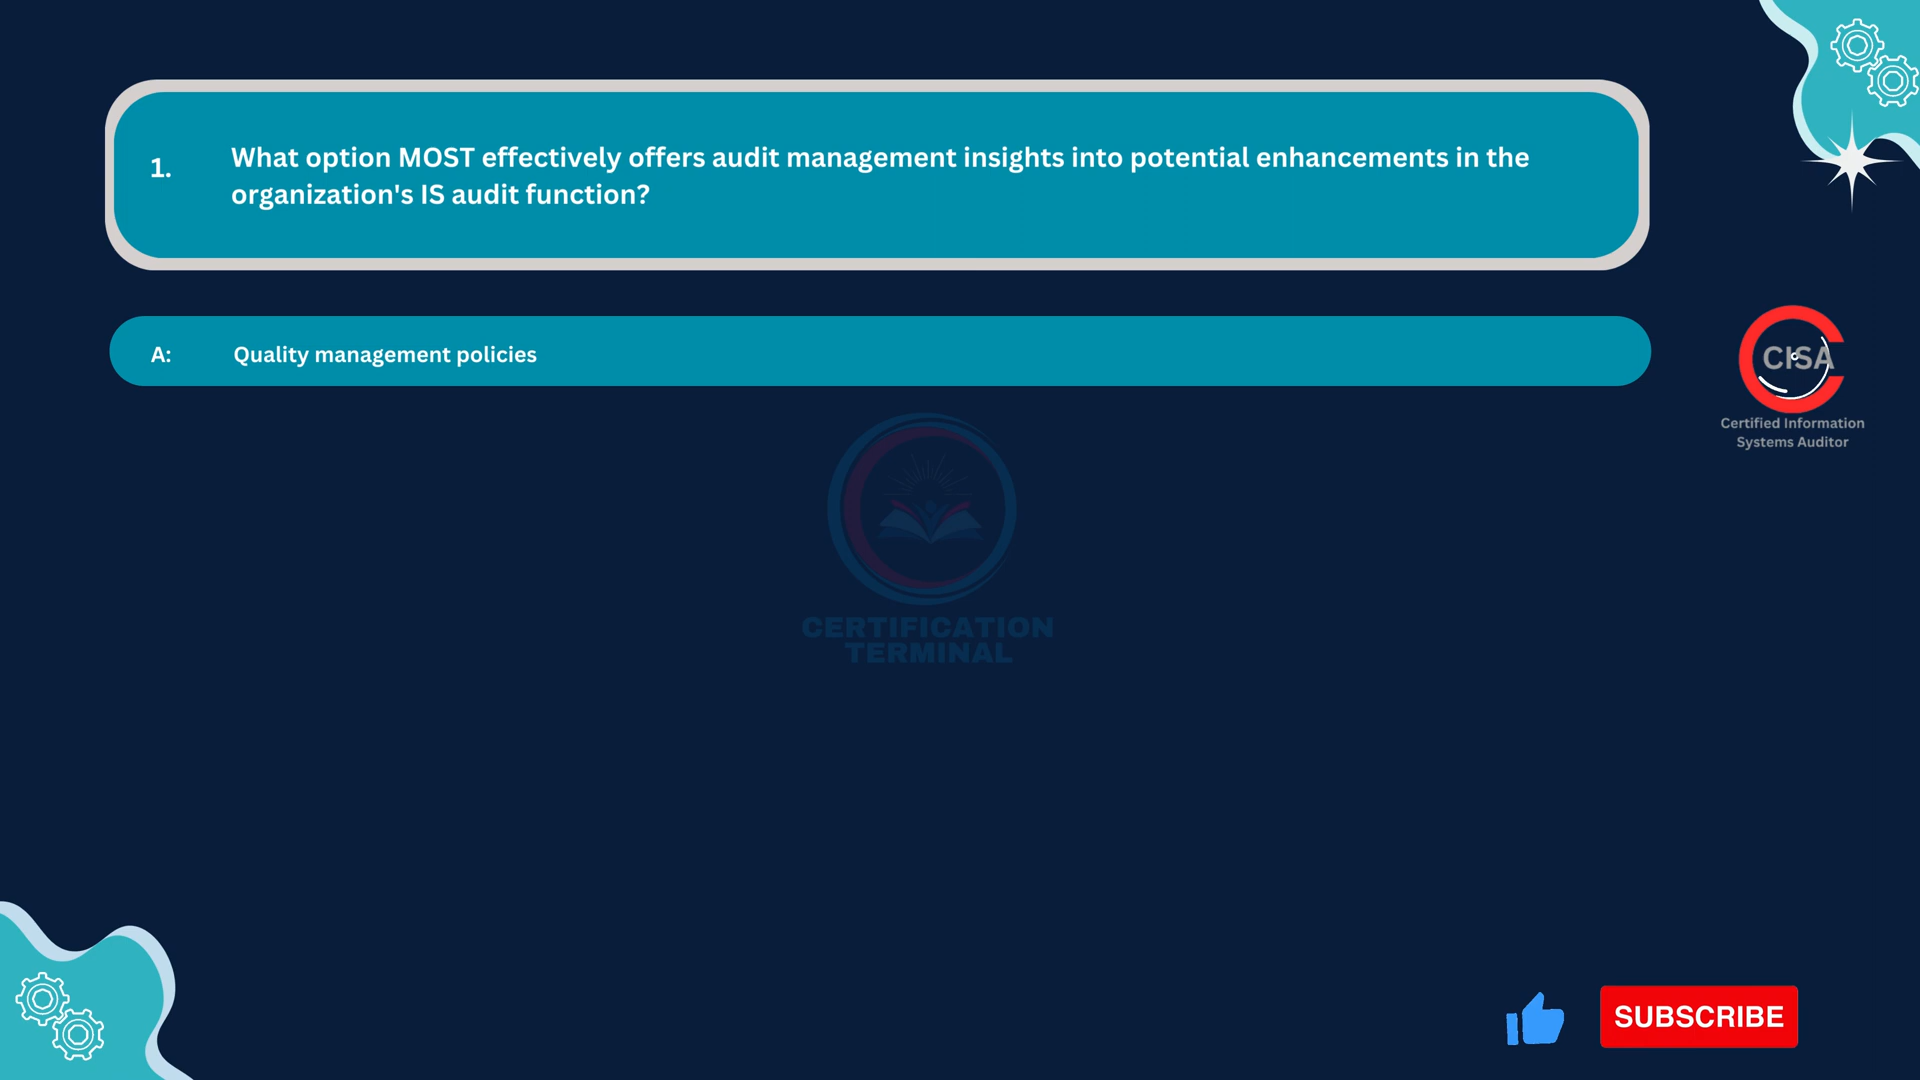 1.
What option MOST effectively offers audit management insights into potential enhancements in the
organization's IS audit function?
A: Quality management policies
CISA
Certified Information
Systems Auditor
CERTIFICATION
TERMINAL
SUBSCRIBE